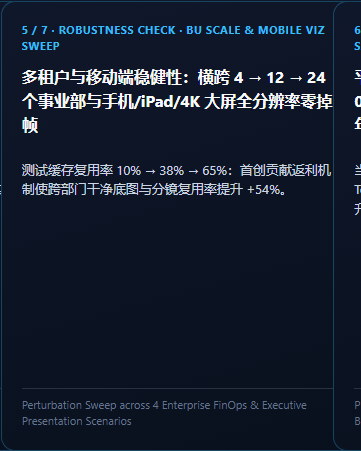 5 / 7 · ROBUSTNESS CHECK · BU SCALE & MOBILE VIZ
SWEEP
多租户与移动端稳健性：横跨 4 → 12 → 24
个事业部与手机/iPad/4K 大屏全分辨率零掉
帧
测试缓存复用率 10% → 38% → 65%：首创贡献返利机
制使跨部门干净底图与分镜复用率提升 +54%。
Perturbation Sweep across 4 Enterprise FinOps & Executive
Presentation Scenarios